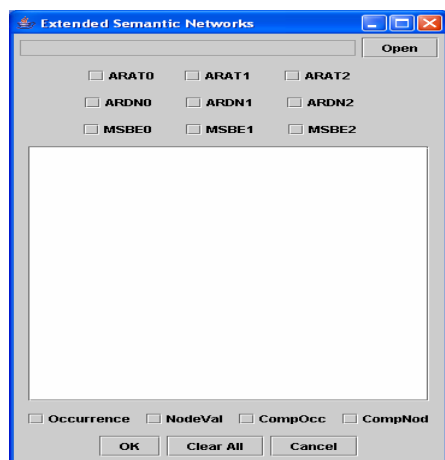 Extended Semantic Networks
Open
ARAT0 ARAT1 ARAT2
ARDN0 ARDN1 ARDN2
MSBE0 MSBE1 MSBE2
Occurrence NodeVal CompOcc CompNod
OK Clear All Cancel